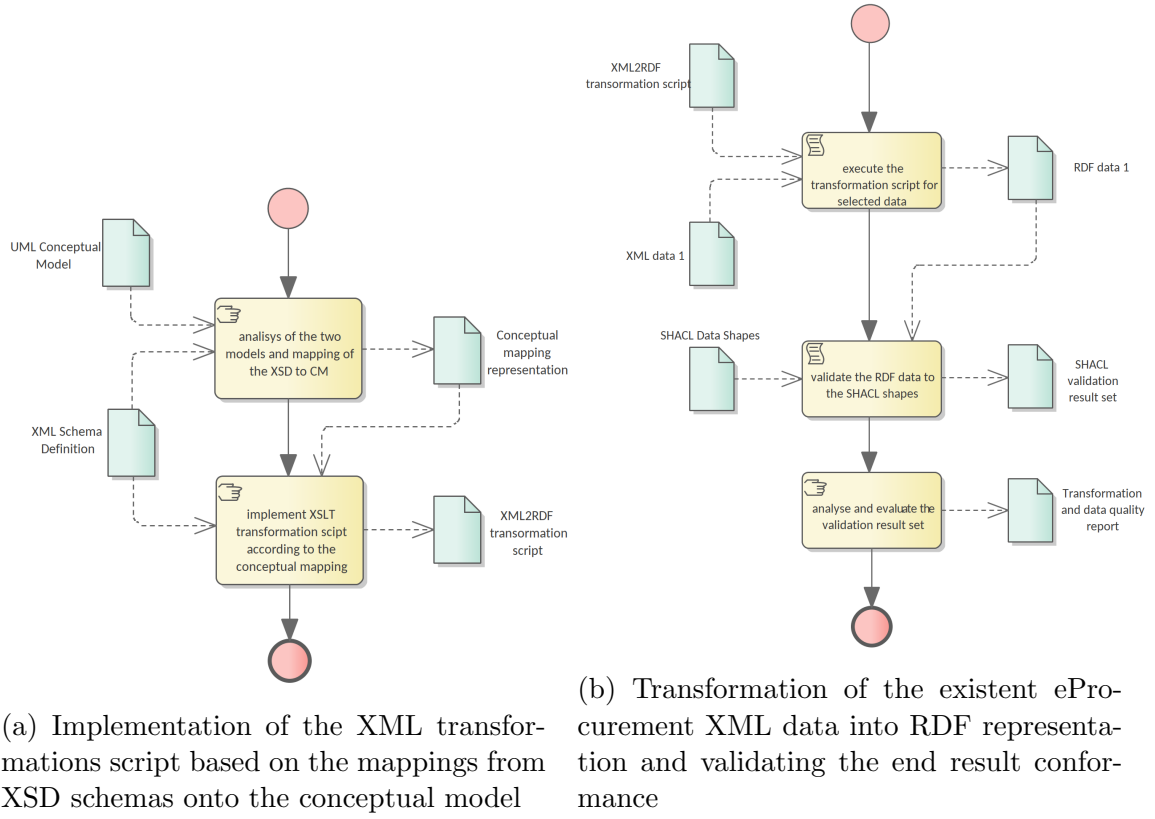 UML Conceptual
Model
analisys of the two
models and mapping of
the XSD to CM
Conceptual
mapping
representation
XML Schema
Definition
implement XSLT
transformation scipt
according to the
conceptual mapping
XML2RDF
transormation
script
(a) Implementation of the XML transfor-
mations script based on the mappings from
XSD schemas onto the conceptual model
XML2RDF
transormation script
execute the
transformation script for
selected data
RDF data 1
XML data 1
SHACL Data Shapes
validate the RDF data to
the SHACL shapes
SHACL
validation
result set
analyse and evaluate the
validation result set
Transformation
and data quality
report
(b) Transformation of the existent ePro-
curement XML data into RDF representa-
tion and validating the end result confor-
mance